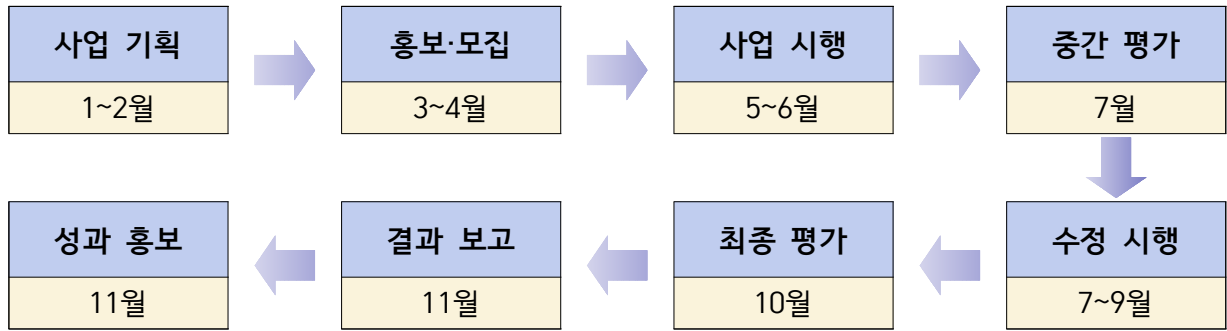 사업 기획
1~2월
홍보·모집
3~4월
사업 시행
5~6월
중간 평가
7월
수정 시행
7~9월
최종 평가
10월
결과 보고
11월
성과 홍보
11월